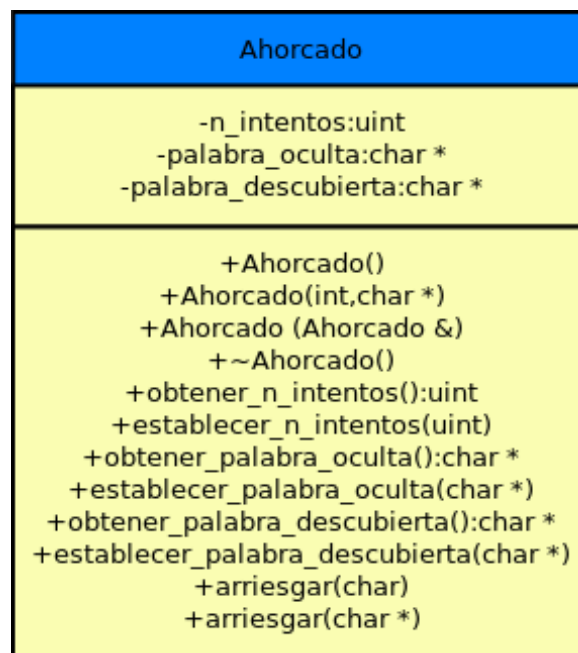 Ahorcado
-n_intentos:uint
-palabra_oculta:char *
-palabra_descubierta:char *
+Ahorcado()
+Ahorcado(int,char *)
+Ahorcado (Ahorcado &)
+~Ahorcado()
+obtener_n_intentos():uint
+establecer_n_intentos(uint)
+obtener_palabra_oculta():char *
+establecer_palabra_oculta(char *)
+obtener_palabra_descubierta():char *
+establecer_palabra_descubierta(char *)
+arriesgar(char)
+arriesgar(char *)